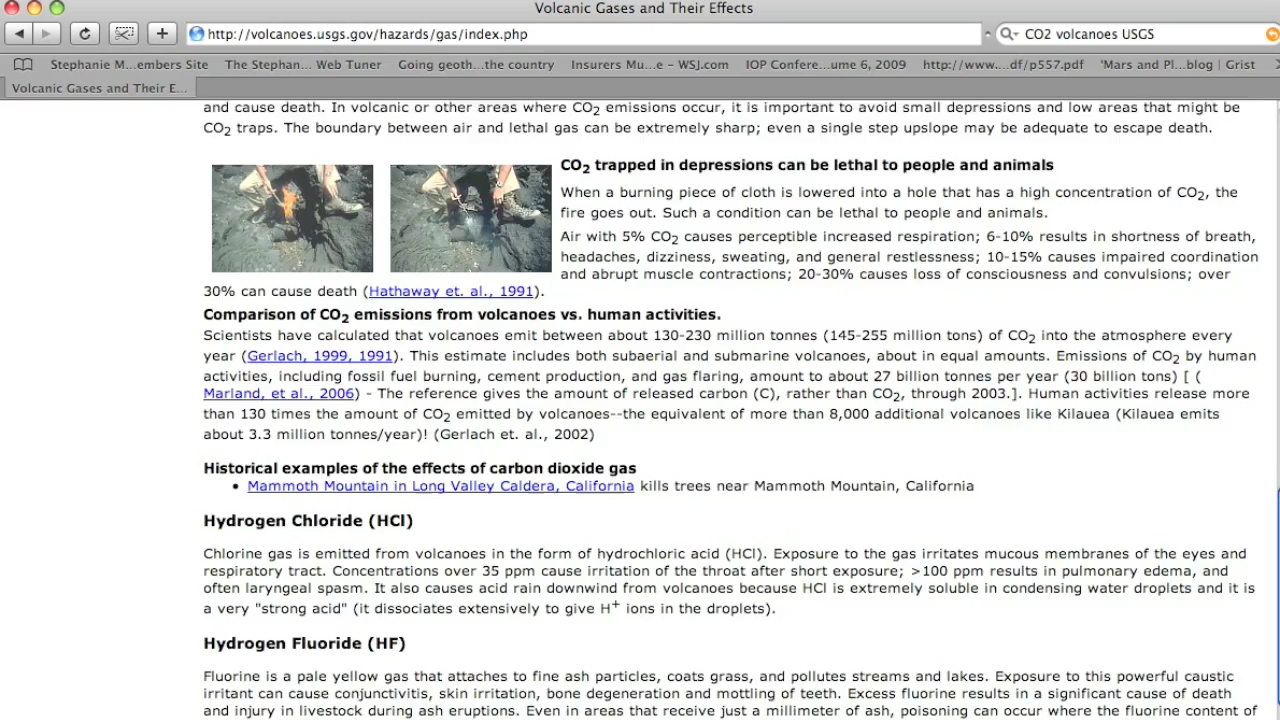 Volcanic Gases and Their Effects
http://volcanoes.usgs.gov/hazards/gas/index.php
CO2 volcanoes USGS
Stephanie M...embers Site The Stephan... Web Tuner Going geoth...the country Insurers Mu...e - WSJ.com IOP Confere...ume 6, 2009 http://www....df/p557.pdf 'Mars and Pl...blog | Grist
Volcanic Gases and Their E...
and cause death. In volcanic or other areas where CO2 emissions occur, it is important to avoid small depressions and low areas that might be
CO2 traps. The boundary between air and lethal gas can be extremely sharp; even a single step upslope may be adequate to escape death.
CO2 trapped in depressions can be lethal to people and animals
When a burning piece of cloth is lowered into a hole that has a high concentration of CO2, the
fire goes out. Such a condition can be lethal to people and animals.
Air with 5% CO2 causes perceptible increased respiration; 6-10% results in shortness of breath,
headaches, dizziness, sweating, and general restlessness; 10-15% causes impaired coordination
and abrupt muscle contractions; 20-30% causes loss of consciousness and convulsions; over
30% can cause death (Hathaway et. al., 1991).
Comparison of CO2 emissions from volcanoes vs. human activities.
Scientists have calculated that volcanoes emit between about 130-230 million tonnes (145-255 million tons) of CO2 into the atmosphere every
year (Gerlach, 1999, 1991). This estimate includes both subaerial and submarine volcanoes, about in equal amounts. Emissions of CO2 by human
activities, including fossil fuel burning, cement production, and gas flaring, amount to about 27 billion tonnes per year (30 billion tons) [ (
Marland, et al., 2006) - The reference gives the amount of released carbon (C), rather than CO2, through 2003.]. Human activities release more
than 130 times the amount of CO2 emitted by volcanoes--the equivalent of more than 8,000 additional volcanoes like Kilauea (Kilauea emits
about 3.3 million tonnes/year)! (Gerlach et. al., 2002)
Historical examples of the effects of carbon dioxide gas
• Mammoth Mountain in Long Valley Caldera, California kills trees near Mammoth Mountain, California
Hydrogen Chloride (HCl)
Chlorine gas is emitted from volcanoes in the form of hydrochloric acid (HCl). Exposure to the gas irritates mucous membranes of the eyes and
respiratory tract. Concentrations over 35 ppm cause irritation of the throat after short exposure; >100 ppm results in pulmonary edema, and
often laryngeal spasm. It also causes acid rain downwind from volcanoes because HCl is extremely soluble in condensing water droplets and it is
a very "strong acid" (it dissociates extensively to give H+ ions in the droplets).
Hydrogen Fluoride (HF)
Fluorine is a pale yellow gas that attaches to fine ash particles, coats grass, and pollutes streams and lakes. Exposure to this powerful caustic
irritant can cause conjunctivitis, skin irritation, bone degeneration and mottling of teeth. Excess fluorine results in a significant cause of death
and injury in livestock during ash eruptions. Even in areas that receive just a millimeter of ash, poisoning can occur where the fluorine content of